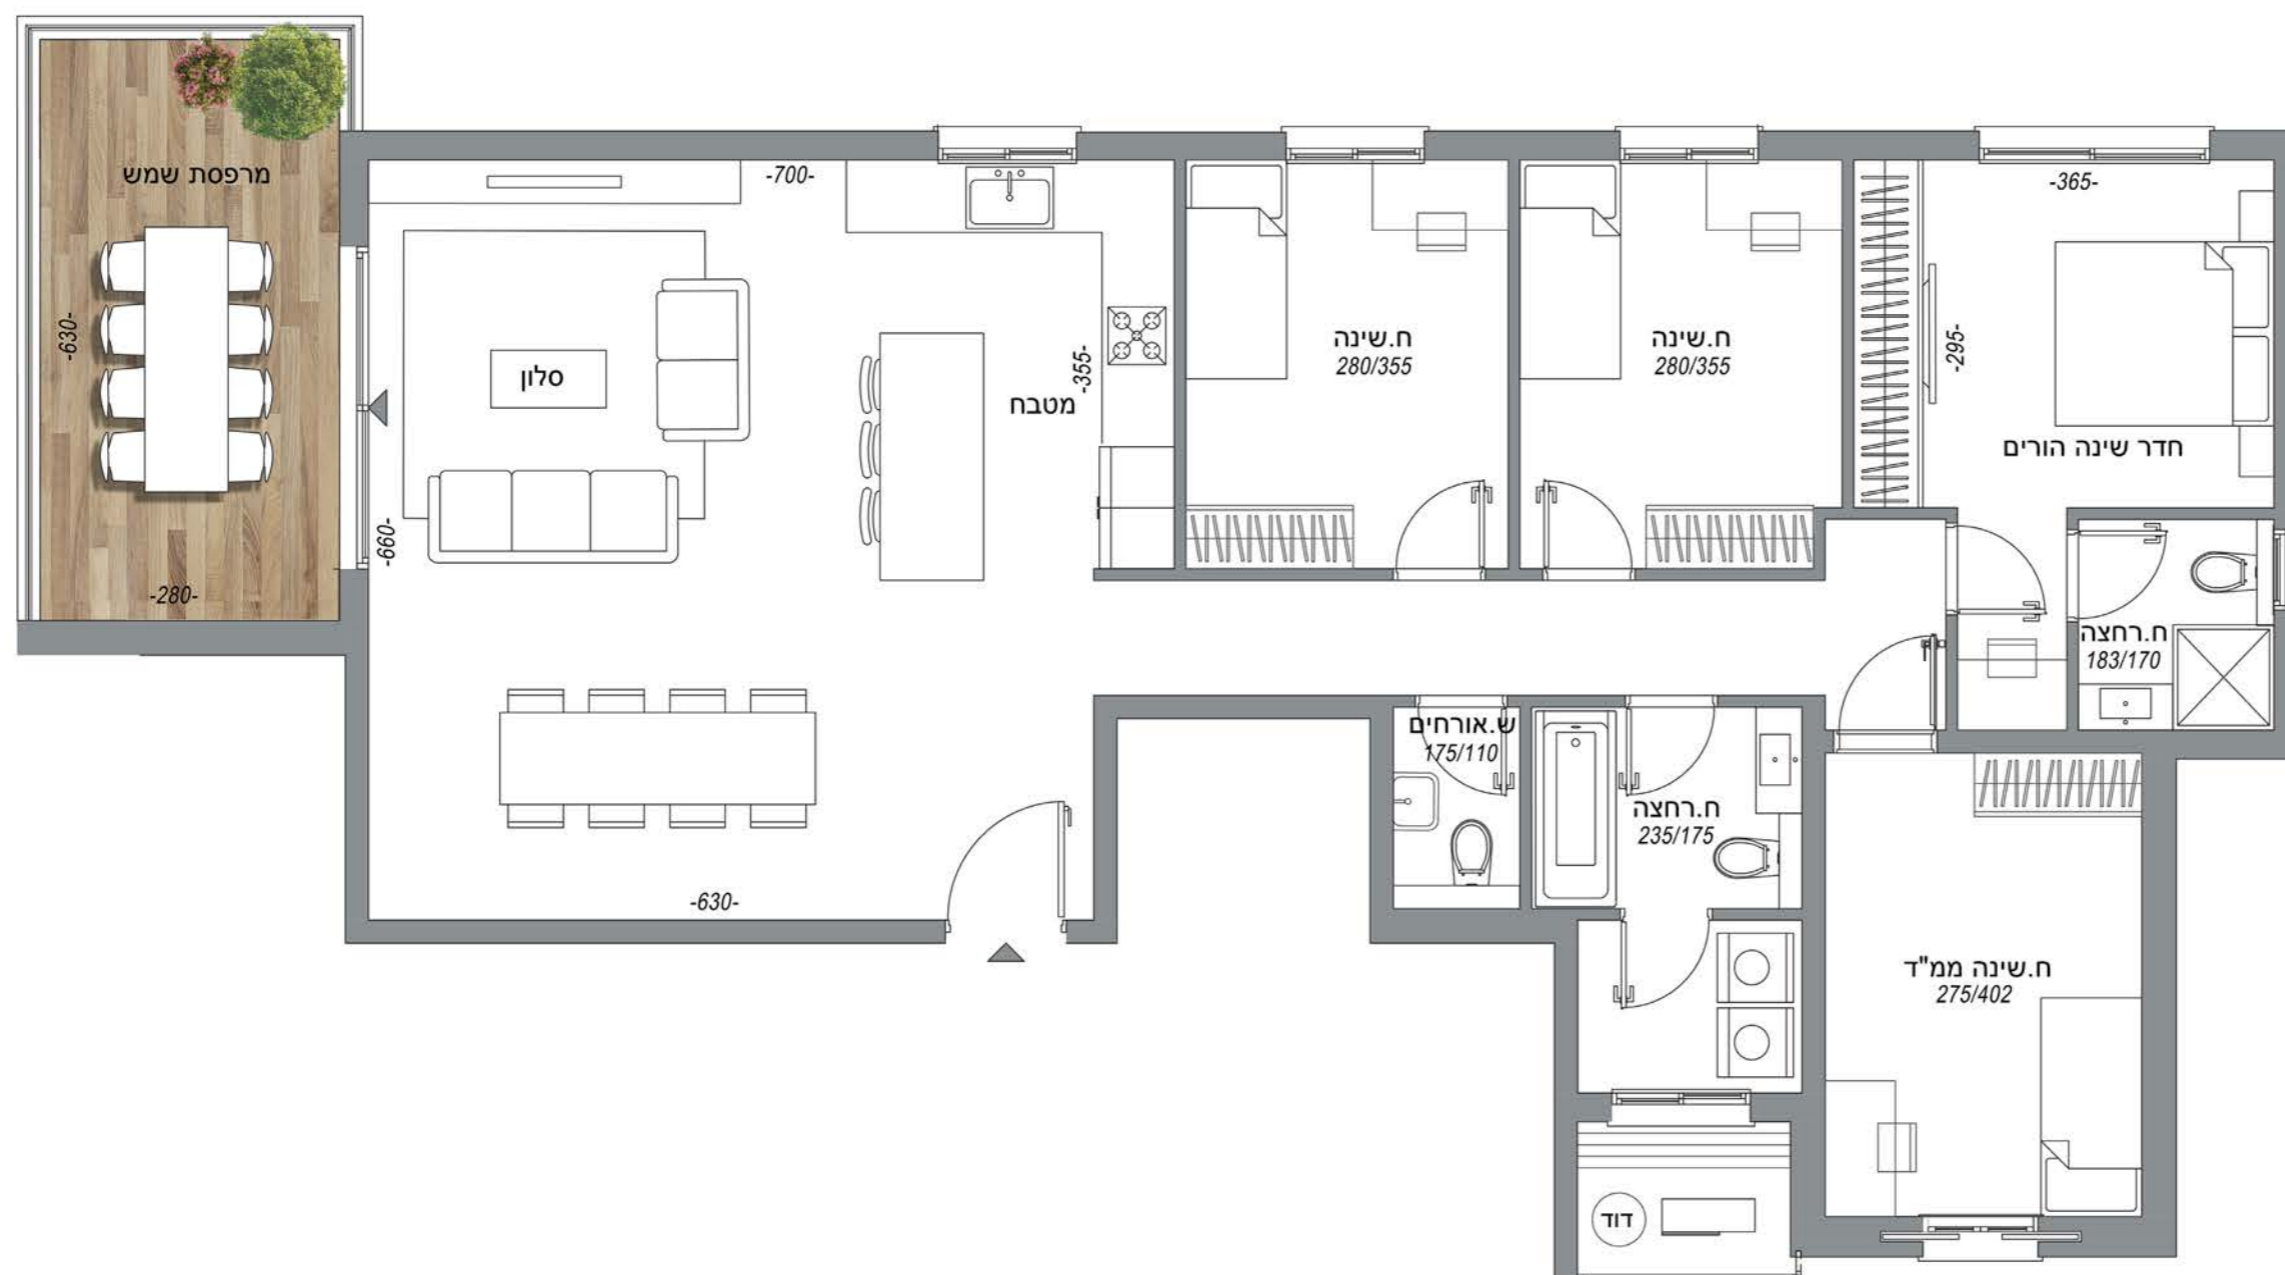 מרפסת שמש
-630-
-280-
-700-
סלון
-660-
מטבח
-355-
-630-
ח.שינה
280/355
ח.שינה
280/355
-365-
-295-
חדר שינה הורים
ח.רחצה
183/170
ש.אורחים
175/110
ח.רחצה
235/175
ח.שינה ממ"ד
275/402
דוד